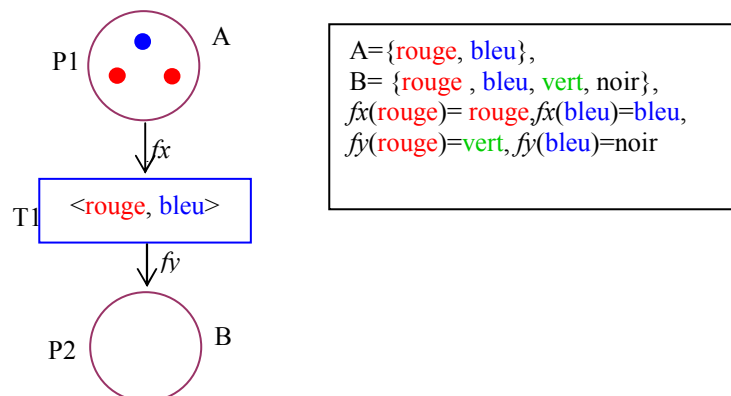 P1
A
fx
T1
<rouge, bleu>
fy
P2
B
A={rouge, bleu},
B= {rouge , bleu, vert, noir},
fx(rouge)= rouge,fx(bleu)=bleu,
fy(rouge)=vert, fy(bleu)=noir